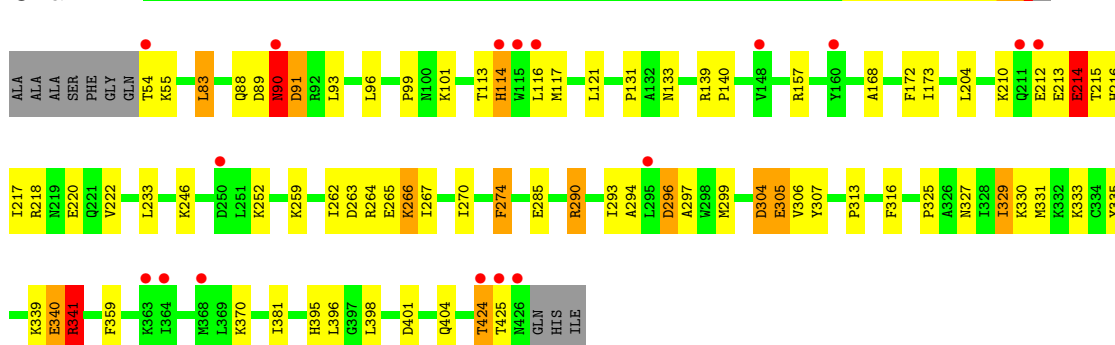 ALA ALA ALA SER PHE GLY GLN T54 K55 L83 Q88 D89 N90 D91 R92 L93 L96 P99 N100 K101 T113 H114 W115 L116 M117 L121 P131 A132 N133 R139 P140 V148 R157 Y160 A168 F172 I173 L204 K210 Q211 E212 E213 E214 T215 H216
I217 R218 N219 E220 Q221 V222 L233 K246 D250 L251 K252 K259 I262 D263 R264 E265 K266 I267 I270 F274 E285 R290 I293 A294 L295 D296 A297 W298 M299 D304 E305 V306 Y307 P313 F316 P325 A326 N327 I328 I329 K330 M331 K332 K333 C334
K339 E340 R341 F359 K363 I364 M368 L369 K370 I381 H395 L396 G397 L398 D401 Q404 T424 T425 N426 GLN HIS ILE